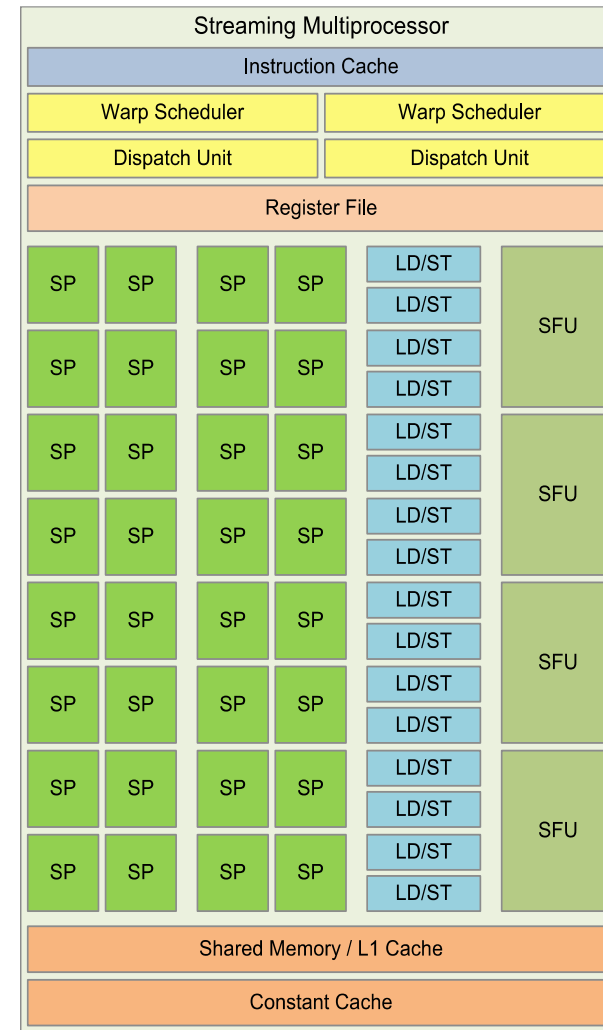 Streaming Multiprocessor
Instruction Cache
Warp Scheduler Warp Scheduler
Dispatch Unit Dispatch Unit
Register File
LD/ST
SP SP SP SP
LD/ST
SFU
LD/ST
SP SP SP SP
LD/ST
LD/ST
SP SP SP SP
LD/ST
SFU
LD/ST
SP SP SP SP
LD/ST
LD/ST
SP SP SP SP
LD/ST
SFU
LD/ST
SP SP SP SP
LD/ST
LD/ST
SP SP SP SP
LD/ST
SFU
LD/ST
SP SP SP SP
LD/ST
Shared Memory / L1 Cache
Constant Cache